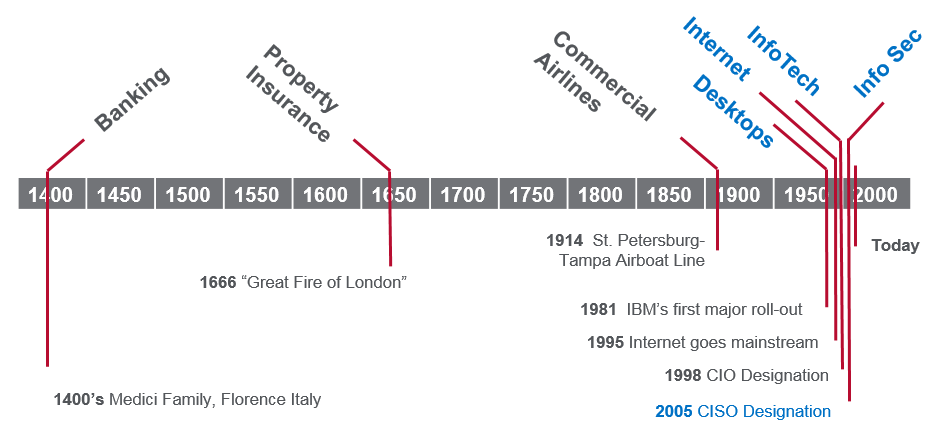 Banking
Property
Insurance
Commercial
Airlines
Desktops
Internet
InfoTech
Info Sec
1400 1450 1500 1550 1600 1650 1700 1750 1800 1850 1900 1950 2000
1914 St. Petersburg-
Tampa Airboat Line
Today
1666 “Great Fire of London”
1981 IBM’s first major roll-out
1995 Internet goes mainstream
1998 CIO Designation
1400’s Medici Family, Florence Italy
2005 CISO Designation